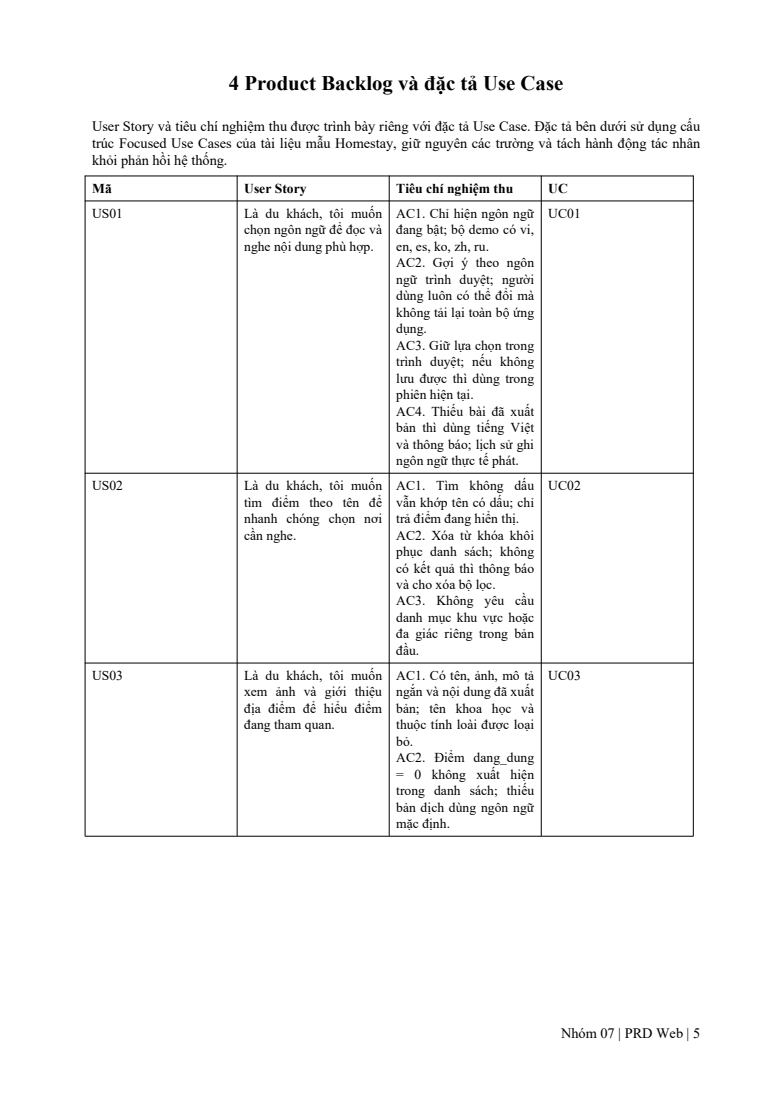 4 Product Backlog và đặc tả Use Case
User Story và tiêu chí nghiệm thu được trình bày riêng với đặc tả Use Case. Đặc tả bên dưới sử dụng cấu
trúc Focused Use Cases của tài liệu mẫu Homestay, giữ nguyên các trường và tách hành động tác nhân
khỏi phản hồi hệ thống.
Mã User Story Tiêu chí nghiệm thu UC
US01
Là du khách, tôi muốn
chọn ngôn ngữ để đọc và
nghe nội dung phù hợp.
AC1. Chỉ hiện ngôn ngữ
đang bật; bộ demo có vi,
en, es, ko, zh, ru.
AC2. Gợi ý theo ngôn
ngữ trình duyệt; người
dùng luôn có thể đổi mà
không tải lại toàn bộ ứng
dụng.
AC3. Giữ lựa chọn trong
trình duyệt; nếu không
lưu được thì dùng trong
phiên hiện tại.
AC4. Thiếu bài đã xuất
bản thì dùng tiếng Việt
và thông báo; lịch sử ghi
ngôn ngữ thực tế phát.
UC01
US02
Là du khách, tôi muốn
tìm điểm theo tên để
nhanh chóng chọn nơi
cần nghe.
AC1. Tìm không dấu
vẫn khớp tên có dấu; chỉ
trả điểm đang hiển thị.
AC2. Xóa từ khóa khôi
phục danh sách; không
có kết quả thì thông báo
và cho xóa bộ lọc.
AC3. Không yêu cầu
danh mục khu vực hoặc
đa giác riêng trong bản
đầu.
UC02
US03
Là du khách, tôi muốn
xem ảnh và giới thiệu
địa điểm để hiểu điểm
đang tham quan.
AC1. Có tên, ảnh, mô tả
ngắn và nội dung đã xuất
bản; tên khoa học và
thuộc tính loài được loại
bỏ.
AC2. Điểm dang_dung
= 0 không xuất hiện
trong danh sách; thiếu
bản dịch dùng ngôn ngữ
mặc định.
UC03
Nhóm 07 | PRD Web | 5